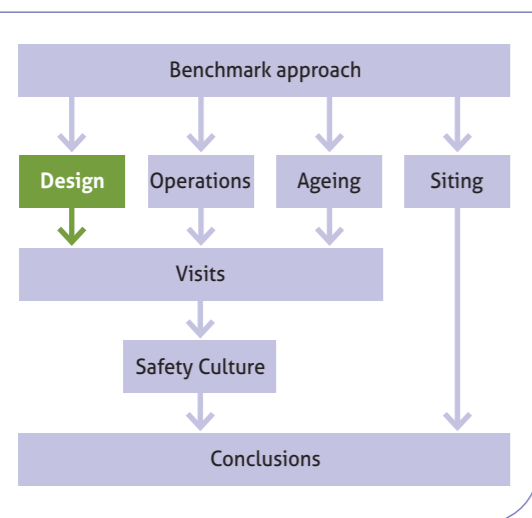 Benchmark approach
Design Operations Ageing Siting
Visits
Safety Culture
Conclusions